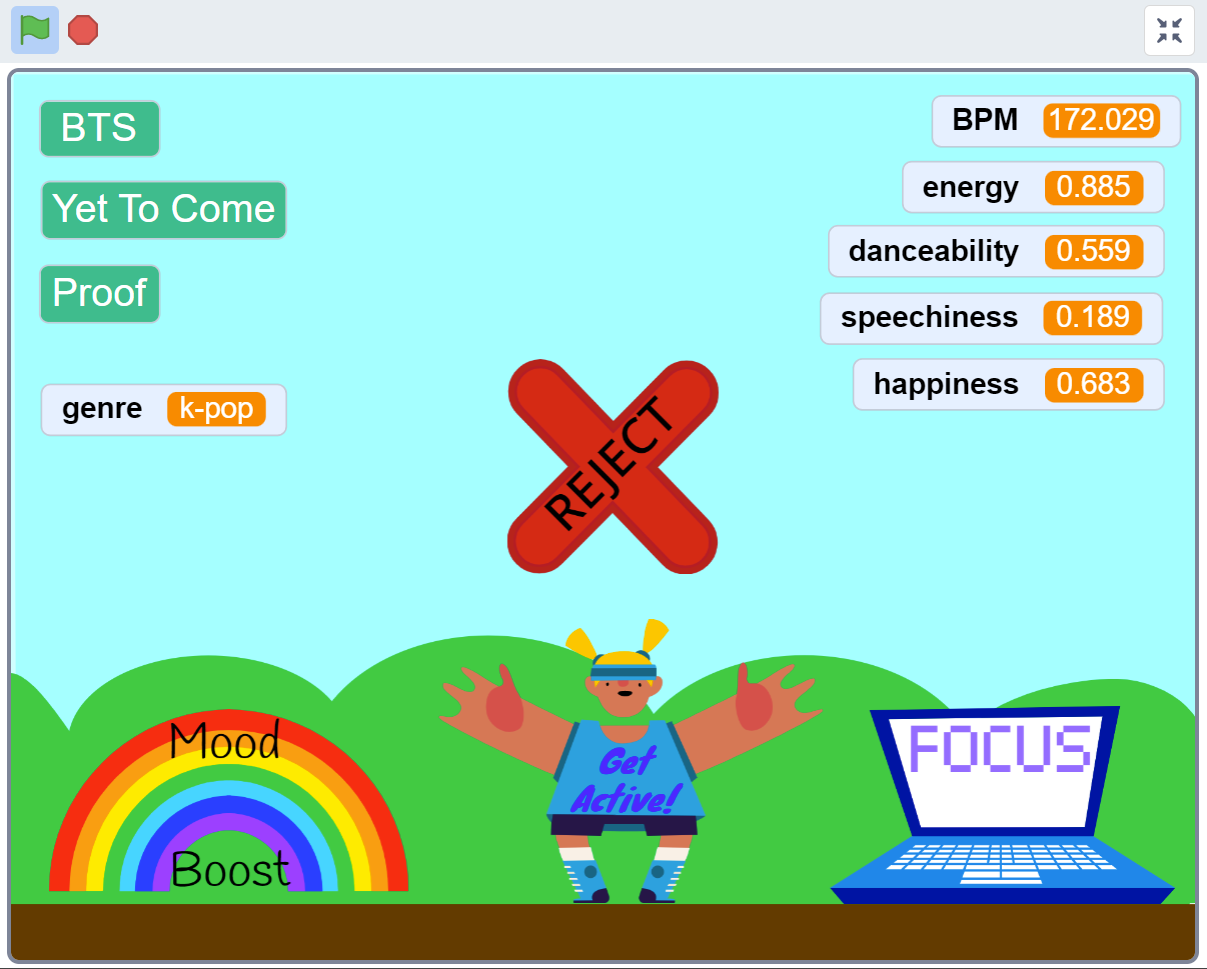 BTS
Yet To Come
Proof
genre k-pop
BPM 172.029
energy 0.885
danceability 0.559
speechiness 0.189
happiness 0.683
REJECT
Mood
Boost
Get
Active!
FOCUS